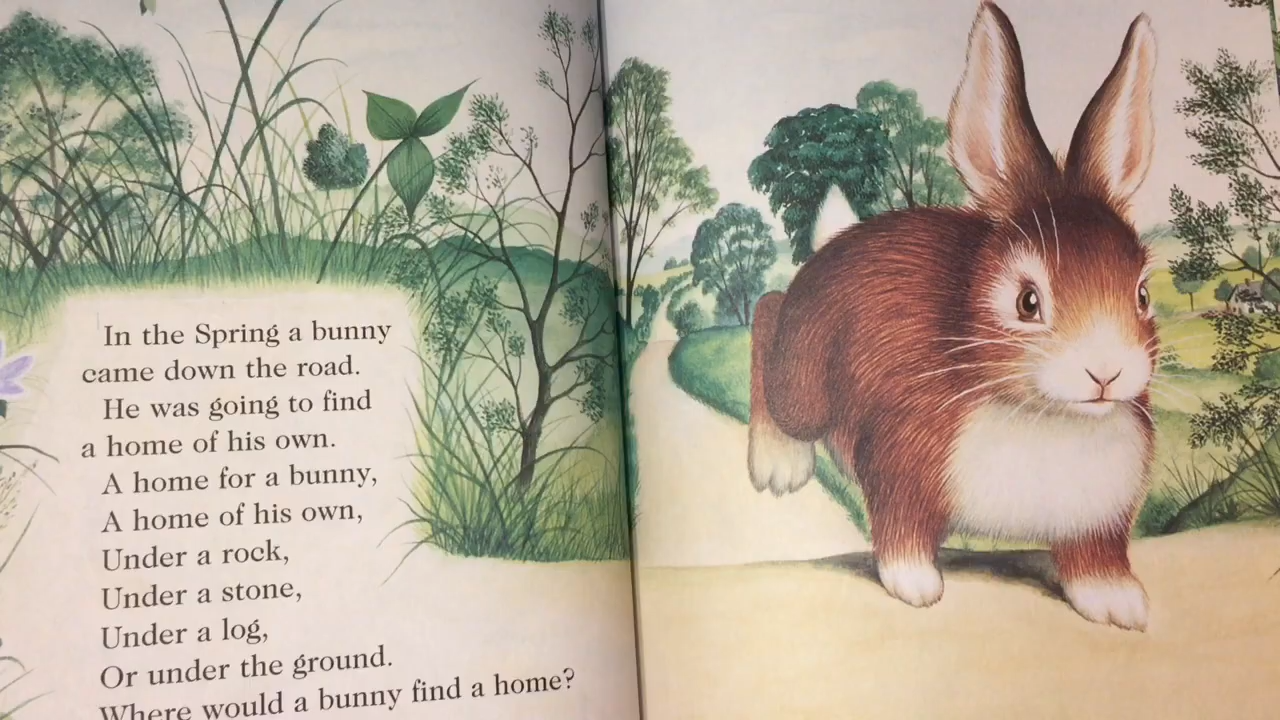 In the Spring a bunny
came down the road.
He was going to find
a home of his own.
A home for a bunny,
A home of his own,
Under a rock,
Under a stone,
Under a log,
Or under the ground.
Where would a bunny find a home?